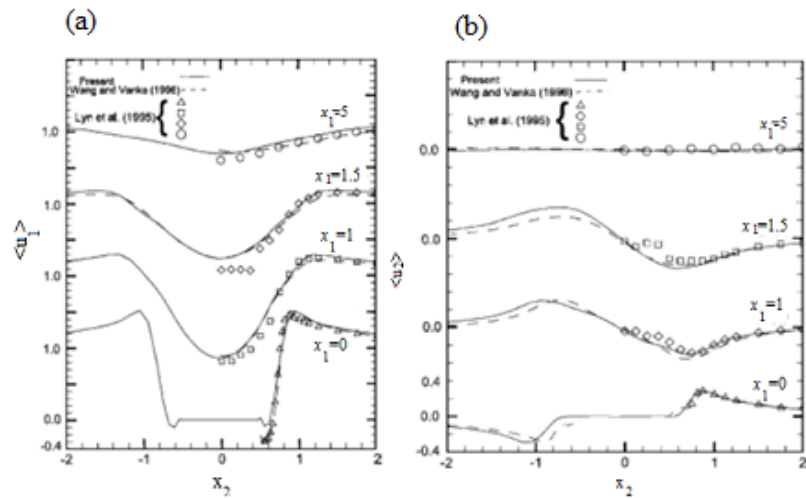 (a)
Present
Wang and Vanka (1996)
Lyn et al. (1995) {
x1=5
1.0
x1=1.5
1.0
x1=1
1.0
x1=0
1.0
0.0
-0.4
-2
-1
0
1
2
<u1>
x2
(b)
Present
Wang and Vanka (1996)
Lyn et al. (1995) {
x1=5
0.0
x1=1.5
0.0
x1=1
0.0
x1=0
0.4
0.0
-0.4
-2
-1
0
1
2
<u2>
x2